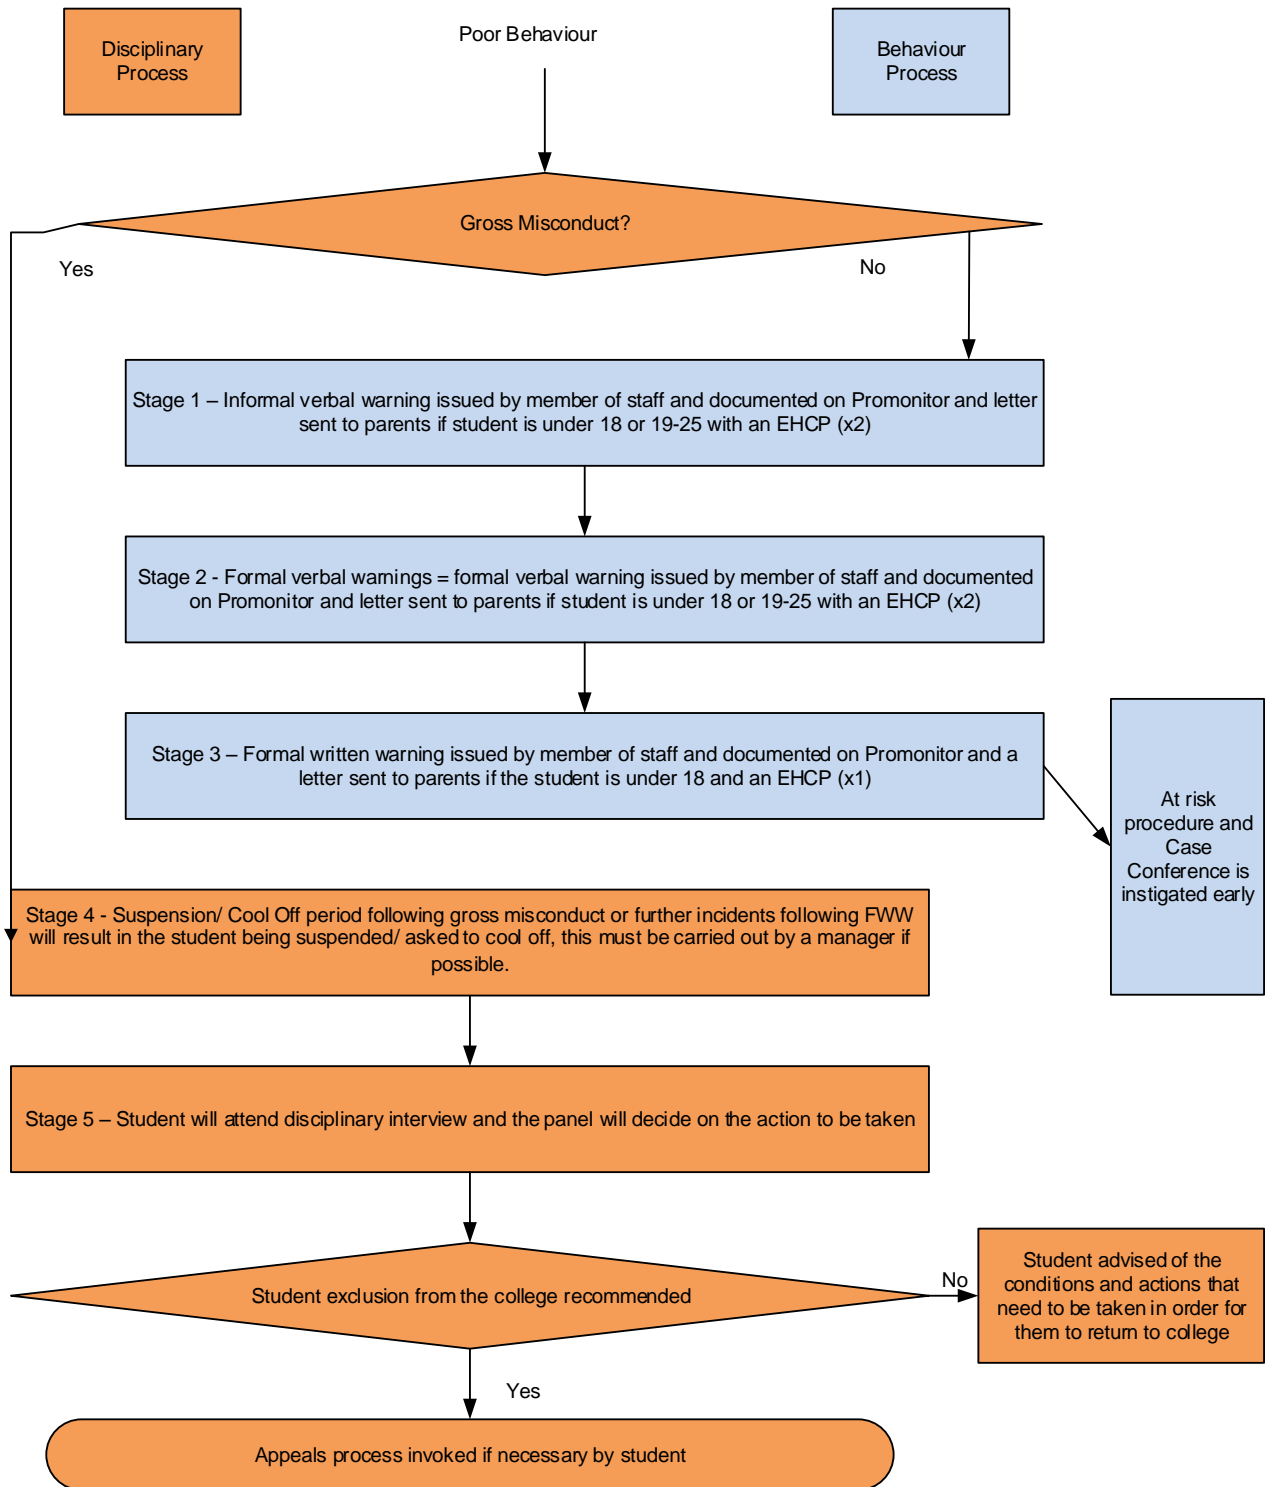 Disciplinary
Process
Poor Behaviour
Behaviour
Process
Gross Misconduct?
Yes
No
Stage 1 – Informal verbal warning issued by member of staff and documented on Promonitor and letter
sent to parents if student is under 18 or 19-25 with an EHCP (x2)
Stage 2 - Formal verbal warnings = formal verbal warning issued by member of staff and documented
on Promonitor and letter sent to parents if student is under 18 or 19-25 with an EHCP (x2)
Stage 3 – Formal written warning issued by member of staff and documented on Promonitor and a
letter sent to parents if the student is under 18 and an EHCP (x1)
At risk
procedure and
Case
Conference is
instigated early
Stage 4 - Suspension/ Cool Off period following gross misconduct or further incidents following FWW
will result in the student being suspended/ asked to cool off, this must be carried out by a manager if
possible.
Stage 5 – Student will attend disciplinary interview and the panel will decide on the action to be taken
Student exclusion from the college recommended
No
Student advised of the
conditions and actions that
need to be taken in order for
them to return to college
Yes
Appeals process invoked if necessary by student